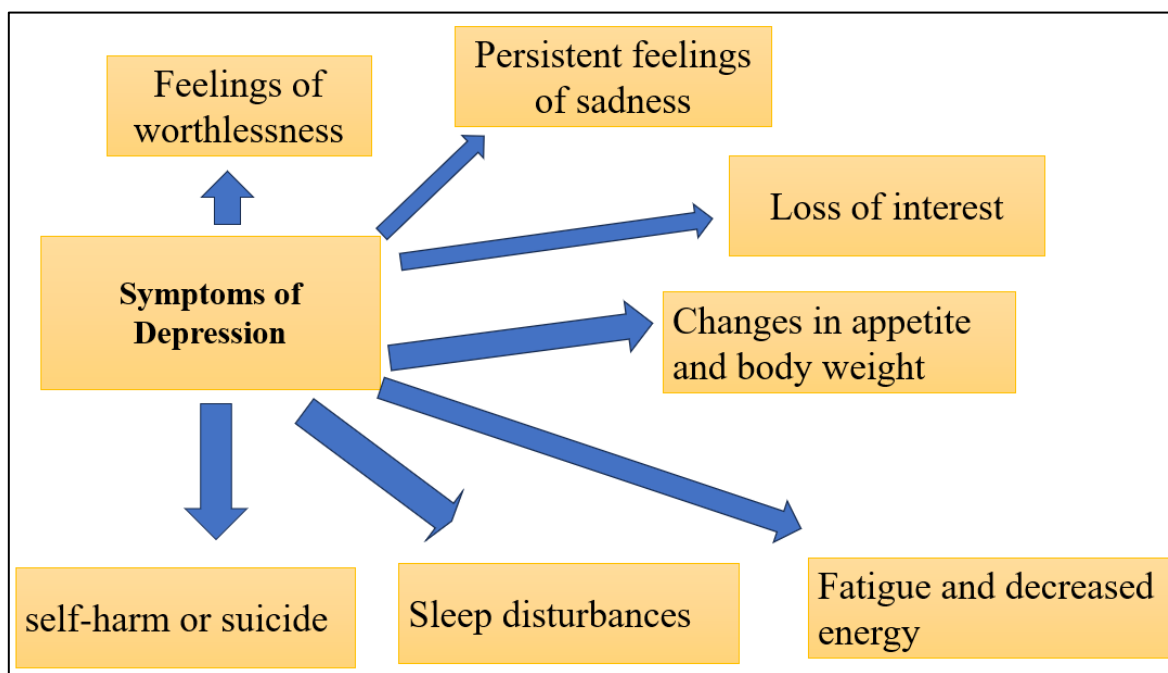 Feelings of
worthlessness
Persistent feelings
of sadness
Loss of interest
Symptoms of
Depression
Changes in appetite
and body weight
self-harm or suicide
Sleep disturbances
Fatigue and decreased
energy